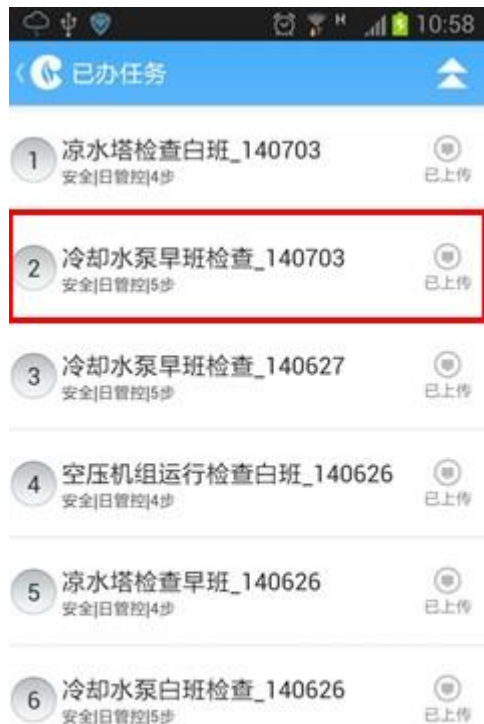 H 10:58
已办任务
1 凉水塔检查白班_140703
安全|日管控|4步
已上传
2 冷却水泵早班检查_140703
安全|日管控|5步
已上传
3 冷却水泵早班检查_140627
安全|日管控|5步
已上传
4 空压机组运行检查白班_140626
安全|日管控|4步
已上传
5 凉水塔检查早班_140626
安全|日管控|4步
已上传
6 冷却水泵白班检查_140626
安全|日管控|5步
已上传